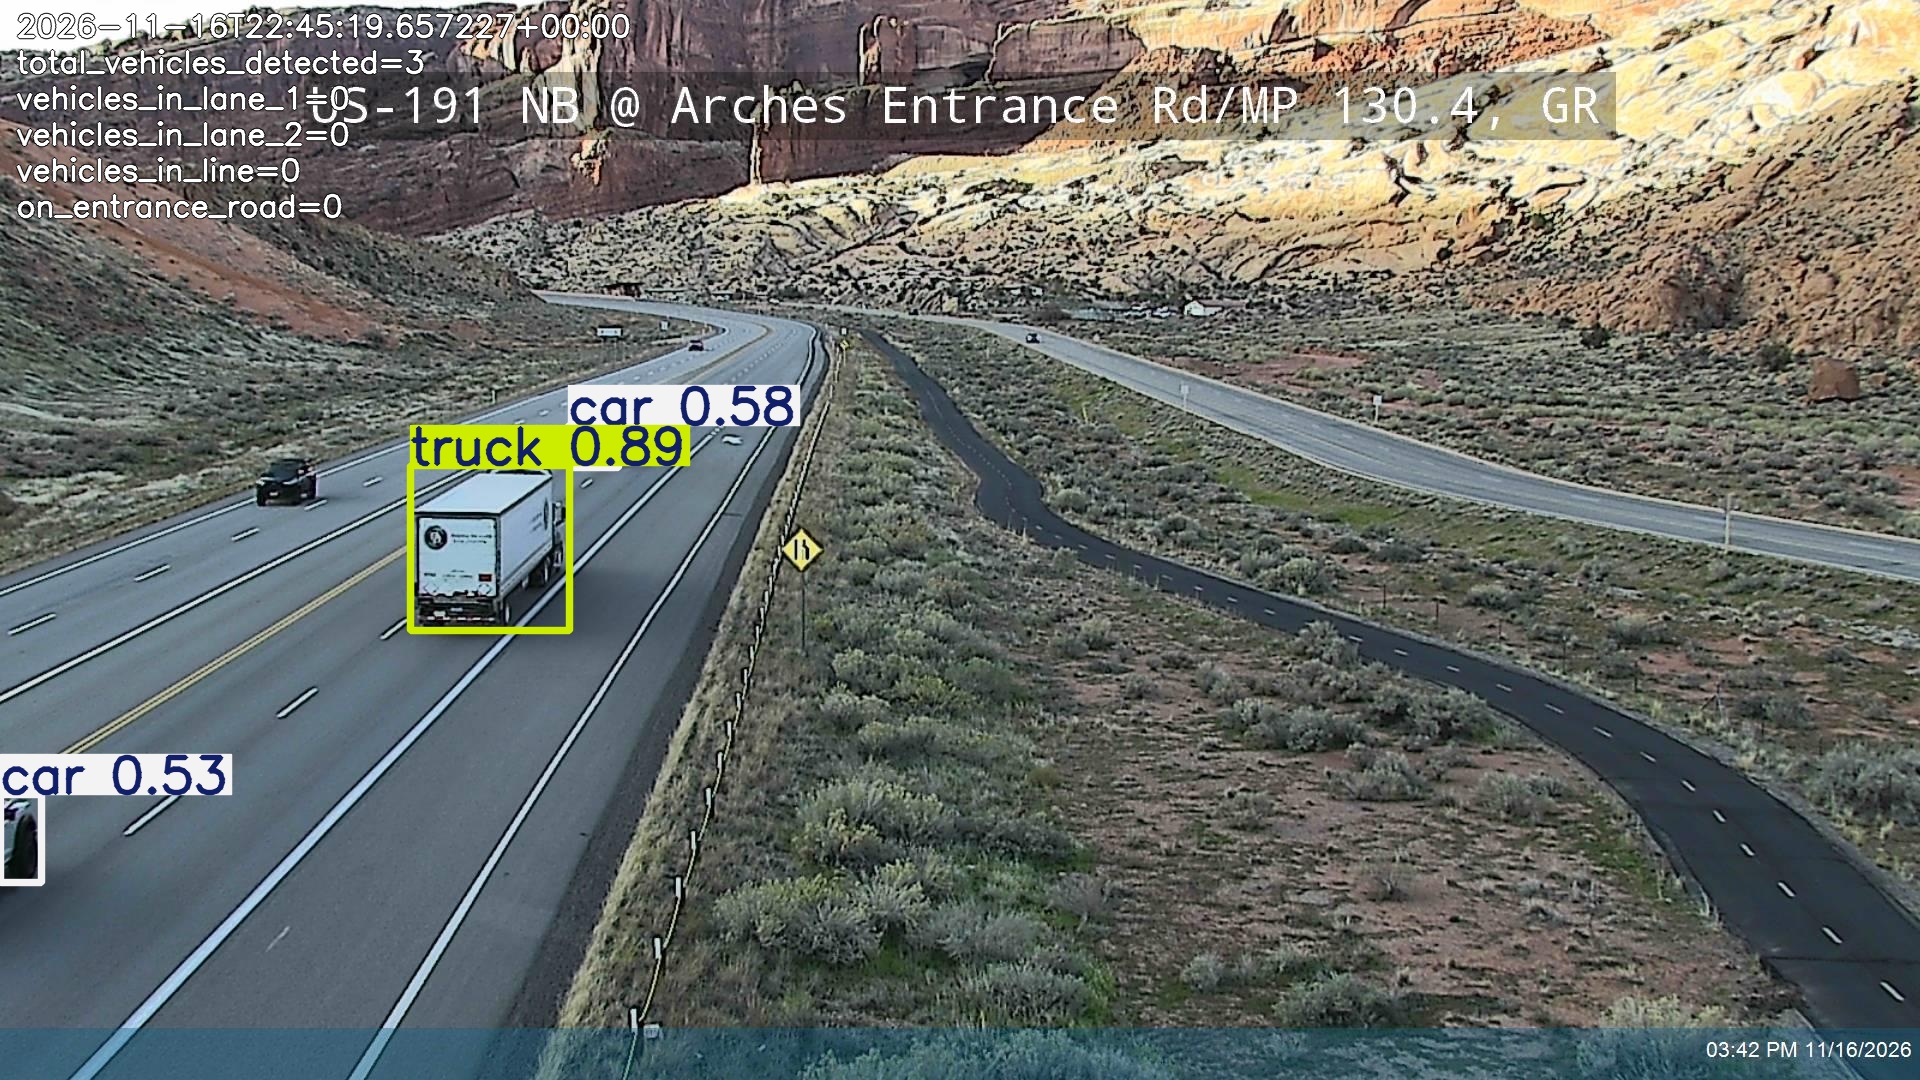 2026-11-16T22:45:19.657227+00:00
total_vehicles_detected=3
vehicles_in_lane_1=0
US-191 NB @ Arches Entrance Rd/MP 130.4, GR
vehicles_in_lane_2=0
vehicles_in_line=0
on_entrance_road=0
car 0.58
truck 0.89
car 0.53
03:42 PM 11/16/2026